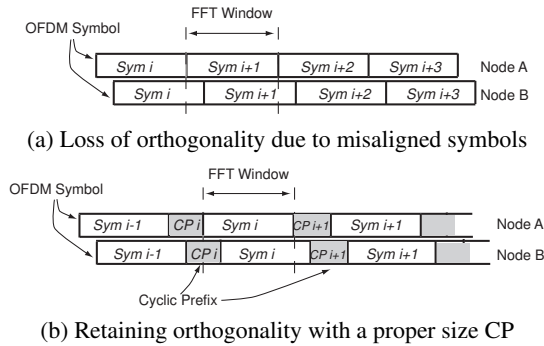 FFT Window
OFDM Symbol
Sym i Sym i+1 Sym i+2 Sym i+3 Node A
Sym i Sym i+1 Sym i+2 Sym i+3 Node B
(a) Loss of orthogonality due to misaligned symbols
FFT Window
OFDM Symbol
Sym i-1 CP i Sym i CP i+1 Sym i+1 Node A
Sym i-1 CP i Sym i CP i+1 Sym i+1 Node B
Cyclic Prefix
(b) Retaining orthogonality with a proper size CP